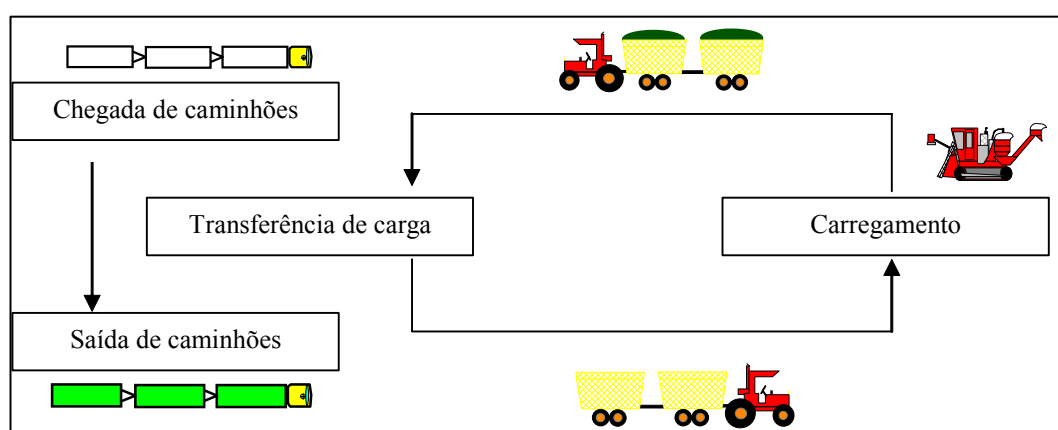 Chegada de caminhões
Transferência de carga
Carregamento
Saída de caminhões